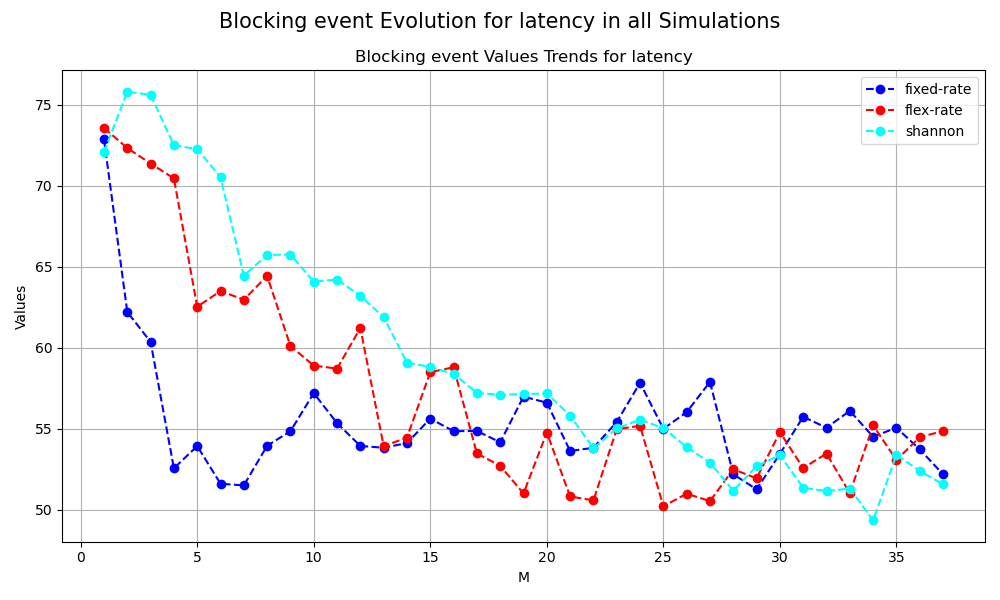 Blocking event Evolution for latency in all Simulations
Blocking event Values Trends for latency
fixed-rate
flex-rate
shannon
Values
75
70
65
60
55
50
0 5 10 15 20 25 30 35
M